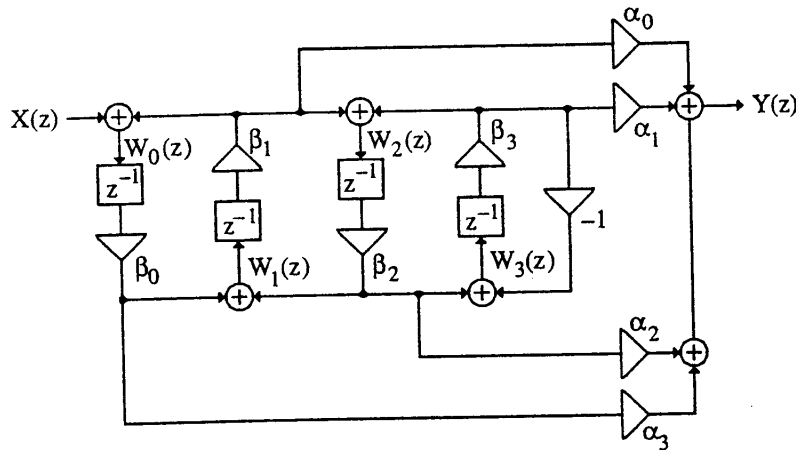 α₀
X(z)
Y(z)
W₀(z)
β₁
W₂(z)
β₃
α₁
z⁻¹
z⁻¹
z⁻¹
z⁻¹
−1
β₀
W₁(z)
β₂
W₃(z)
α₂
α₃